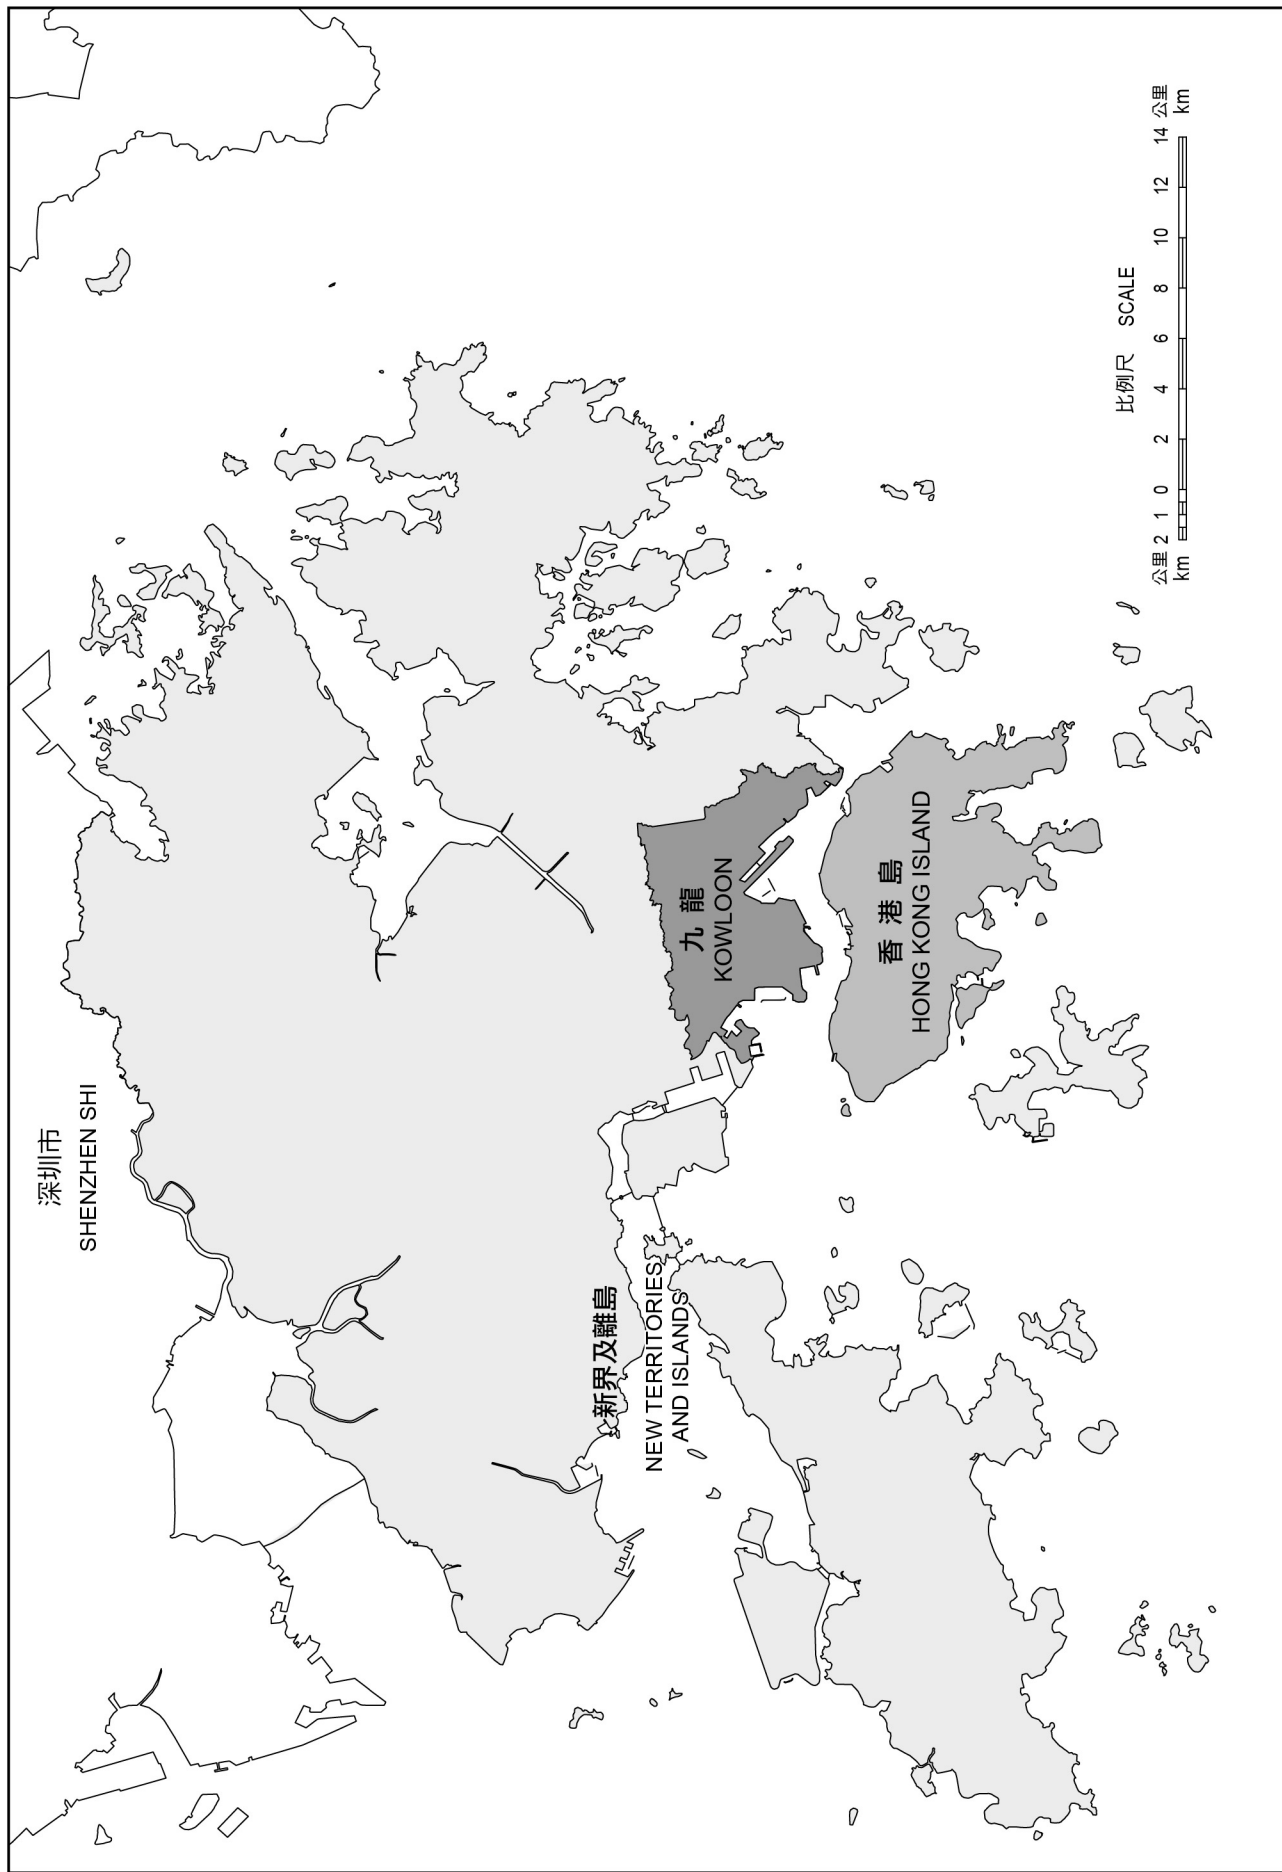 深圳市
SHENZHEN SHI
新界及離島
NEW TERRITORIES
AND ISLANDS
九 龍
KOWLOON
香 港 島
HONG KONG ISLAND
比例尺 SCALE
公里 2 1 0 2 4 6 8 10 12 14 公里
km km